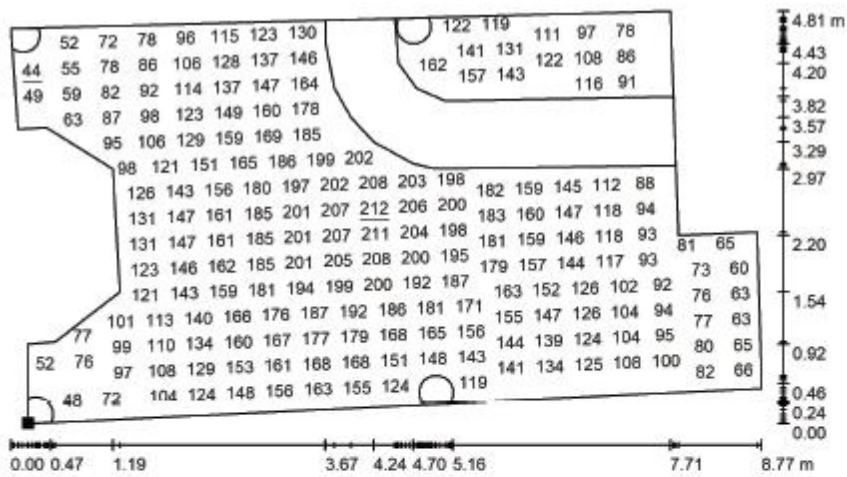 122 119 111 97 78 4.81 m
52 72 78 96 115 123 130
44 55 78 86 106 128 137 146 162 141 131 122 108 86 4.43
49 59 82 92 114 137 147 164 157 143 116 91 4.20
63 87 98 123 149 160 178 3.82
95 106 129 159 169 185 3.57
98 121 151 165 186 199 202 3.29
126 143 156 180 197 202 208 203 198 182 159 145 112 88 2.97
131 147 161 185 201 207 212 206 200 183 160 147 118 94
131 147 161 185 201 207 211 204 198 181 159 146 118 93 81 65 2.20
123 146 162 185 201 205 208 200 195 179 157 144 117 93 73 60
121 143 159 181 194 199 200 192 187 163 152 126 102 92 76 63 1.54
101 113 140 166 176 187 192 186 181 171 155 147 126 104 94 77 63
77 99 110 134 160 167 177 179 168 165 156 144 139 124 104 95 80 65 0.92
52 76 97 108 129 153 161 168 168 151 148 143 141 134 125 108 100 82 66
48 72 104 124 148 156 163 155 124 119 0.46
0.24
0.00
0.00 0.47 1.19 3.67 4.24 4.70 5.16 7.71 8.77 m